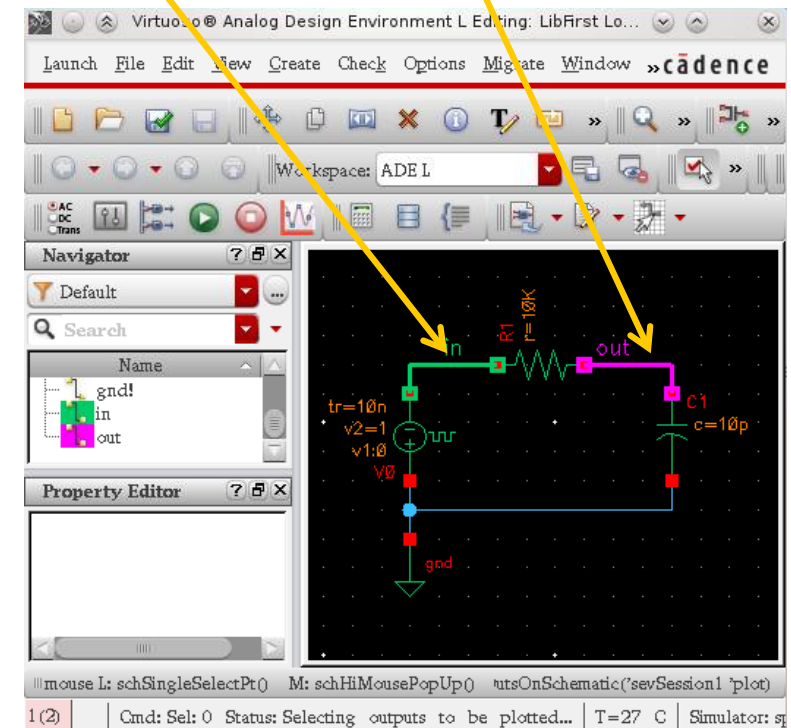 Virtuoso® Analog Design Environment L Editing: LibFirst Lo...
Launch File Edit View Create Check Options Migrate Window » cādence
T » » »
Workspace: ADE L »
AC
DC
Trans
Navigator ? X
Default ...
Search
Name
gnd!
in
out
Property Editor ? X
R1
r=10K
in
out
tr=10n
v2=1
v1:0
V0
C1
c=10p
gnd
mouse L: schSingleSelectPt() M: schHiMousePopUp() utsOnSchematic('sevSession1 'plot)
1(2) Cmd: Sel: 0 Status: Selecting outputs to be plotted... T=27 C Simulator: sp